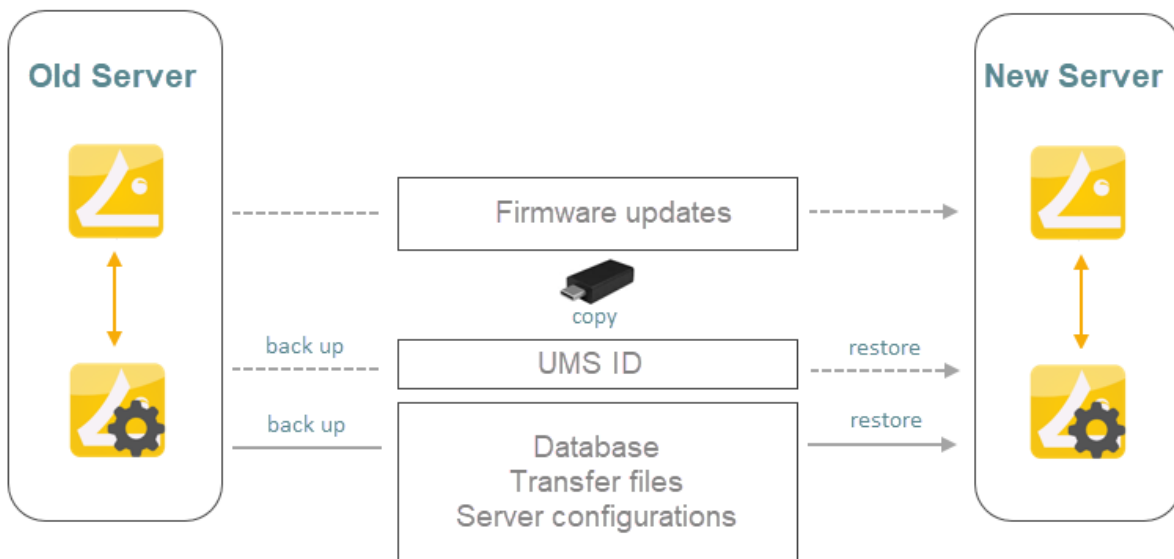 Old Server
New Server
Firmware updates
copy
back up
UMS ID
restore
back up
restore
Database
Transfer files
Server configurations